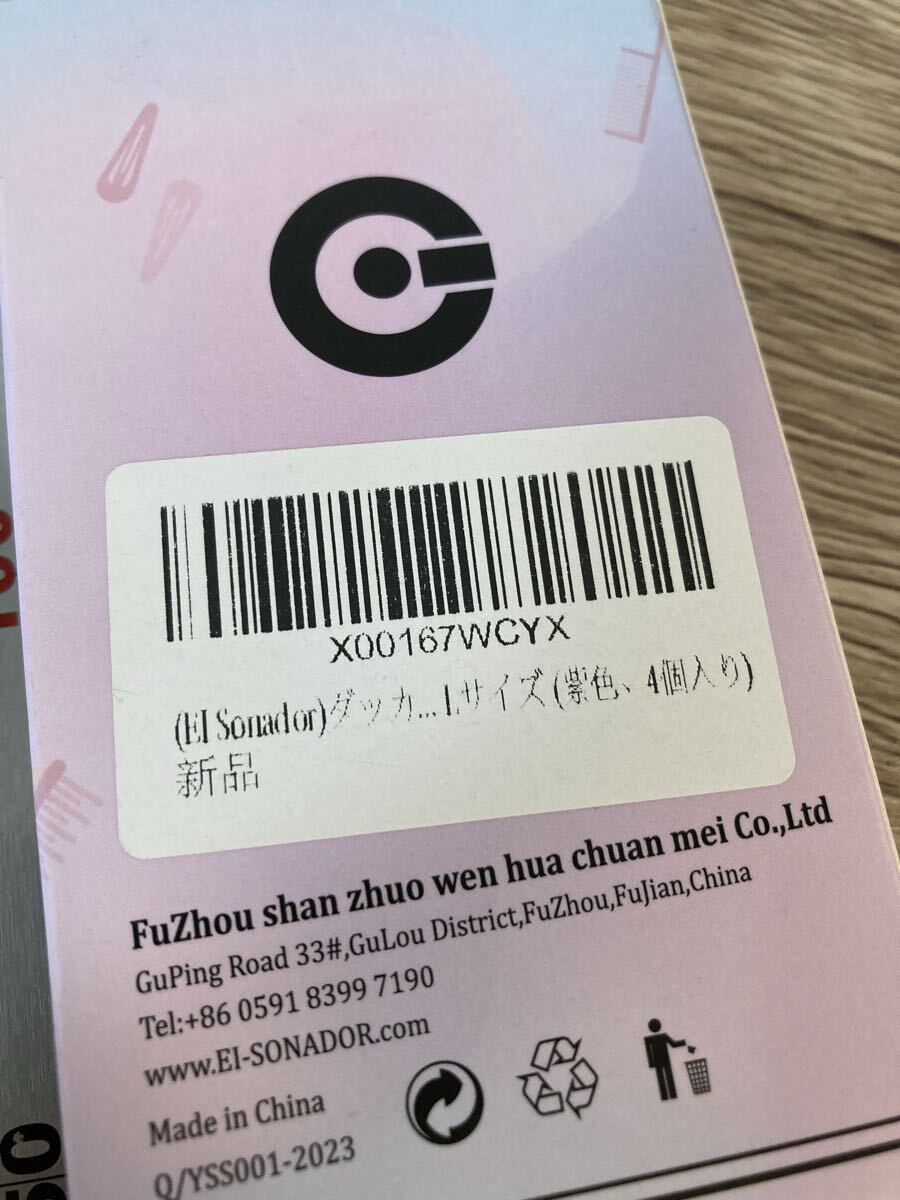 X00167WCYX
(EI Sonador)ダッカ... Lサイズ (紫色、4個入り)
新品
FuZhou shan zhuo wen hua chuan mei Co.,Ltd
GuPing Road 33#,GuLou District,FuZhou,FuJian,China
Tel:+86 0591 8399 7190
www.EI-SONADOR.com
Made in China
Q/YSS001-2023